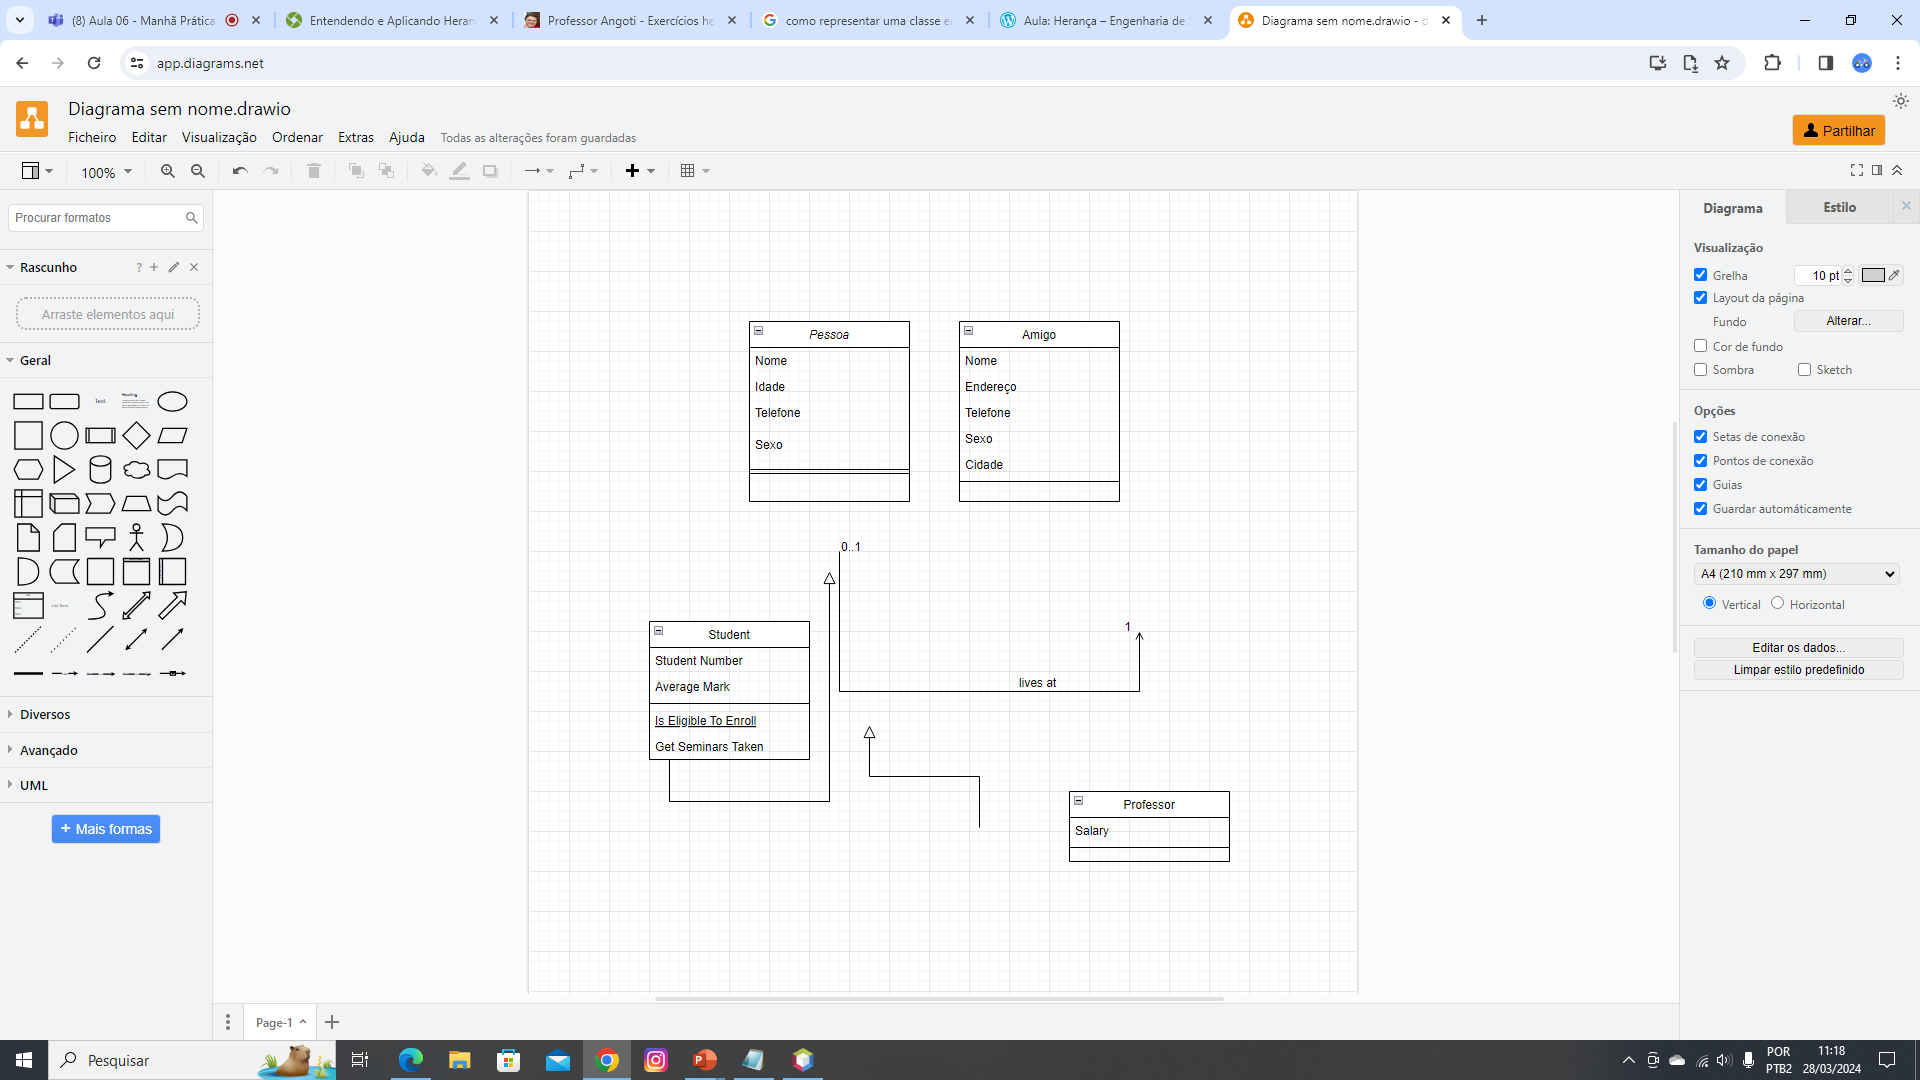 (8) Aula 06 - Manhã Prática
Entendendo e Aplicando Heran
Professor Angoti - Exercícios he
como representar uma classe e
Aula: Herança – Engenharia de
Diagrama sem nome.drawio - d
app.diagrams.net
Diagrama sem nome.drawio
Ficheiro Editar Visualização Ordenar Extras Ajuda Todas as alterações foram guardadas
Partilhar
100%
Procurar formatos
Rascunho
?
Arraste elementos aqui
Geral
Text
Heading
Diversos
Avançado
UML
+ Mais formas
Pessoa
Nome
Idade
Telefone
Sexo
Amigo
Nome
Endereço
Telefone
Sexo
Cidade
0..1
1
lives at
Student
Student Number
Average Mark
Is Eligible To Enroll
Get Seminars Taken
Professor
Salary
Diagrama
Estilo
Visualização
Grelha
10 pt
Layout da página
Fundo
Alterar...
Cor de fundo
Sombra
Sketch
Opções
Setas de conexão
Pontos de conexão
Guias
Guardar automáticamente
Tamanho do papel
A4 (210 mm x 297 mm)
Vertical
Horizontal
Editar os dados...
Limpar estilo predefinido
Page-1
Pesquisar
POR
PTB2
11:18
28/03/2024